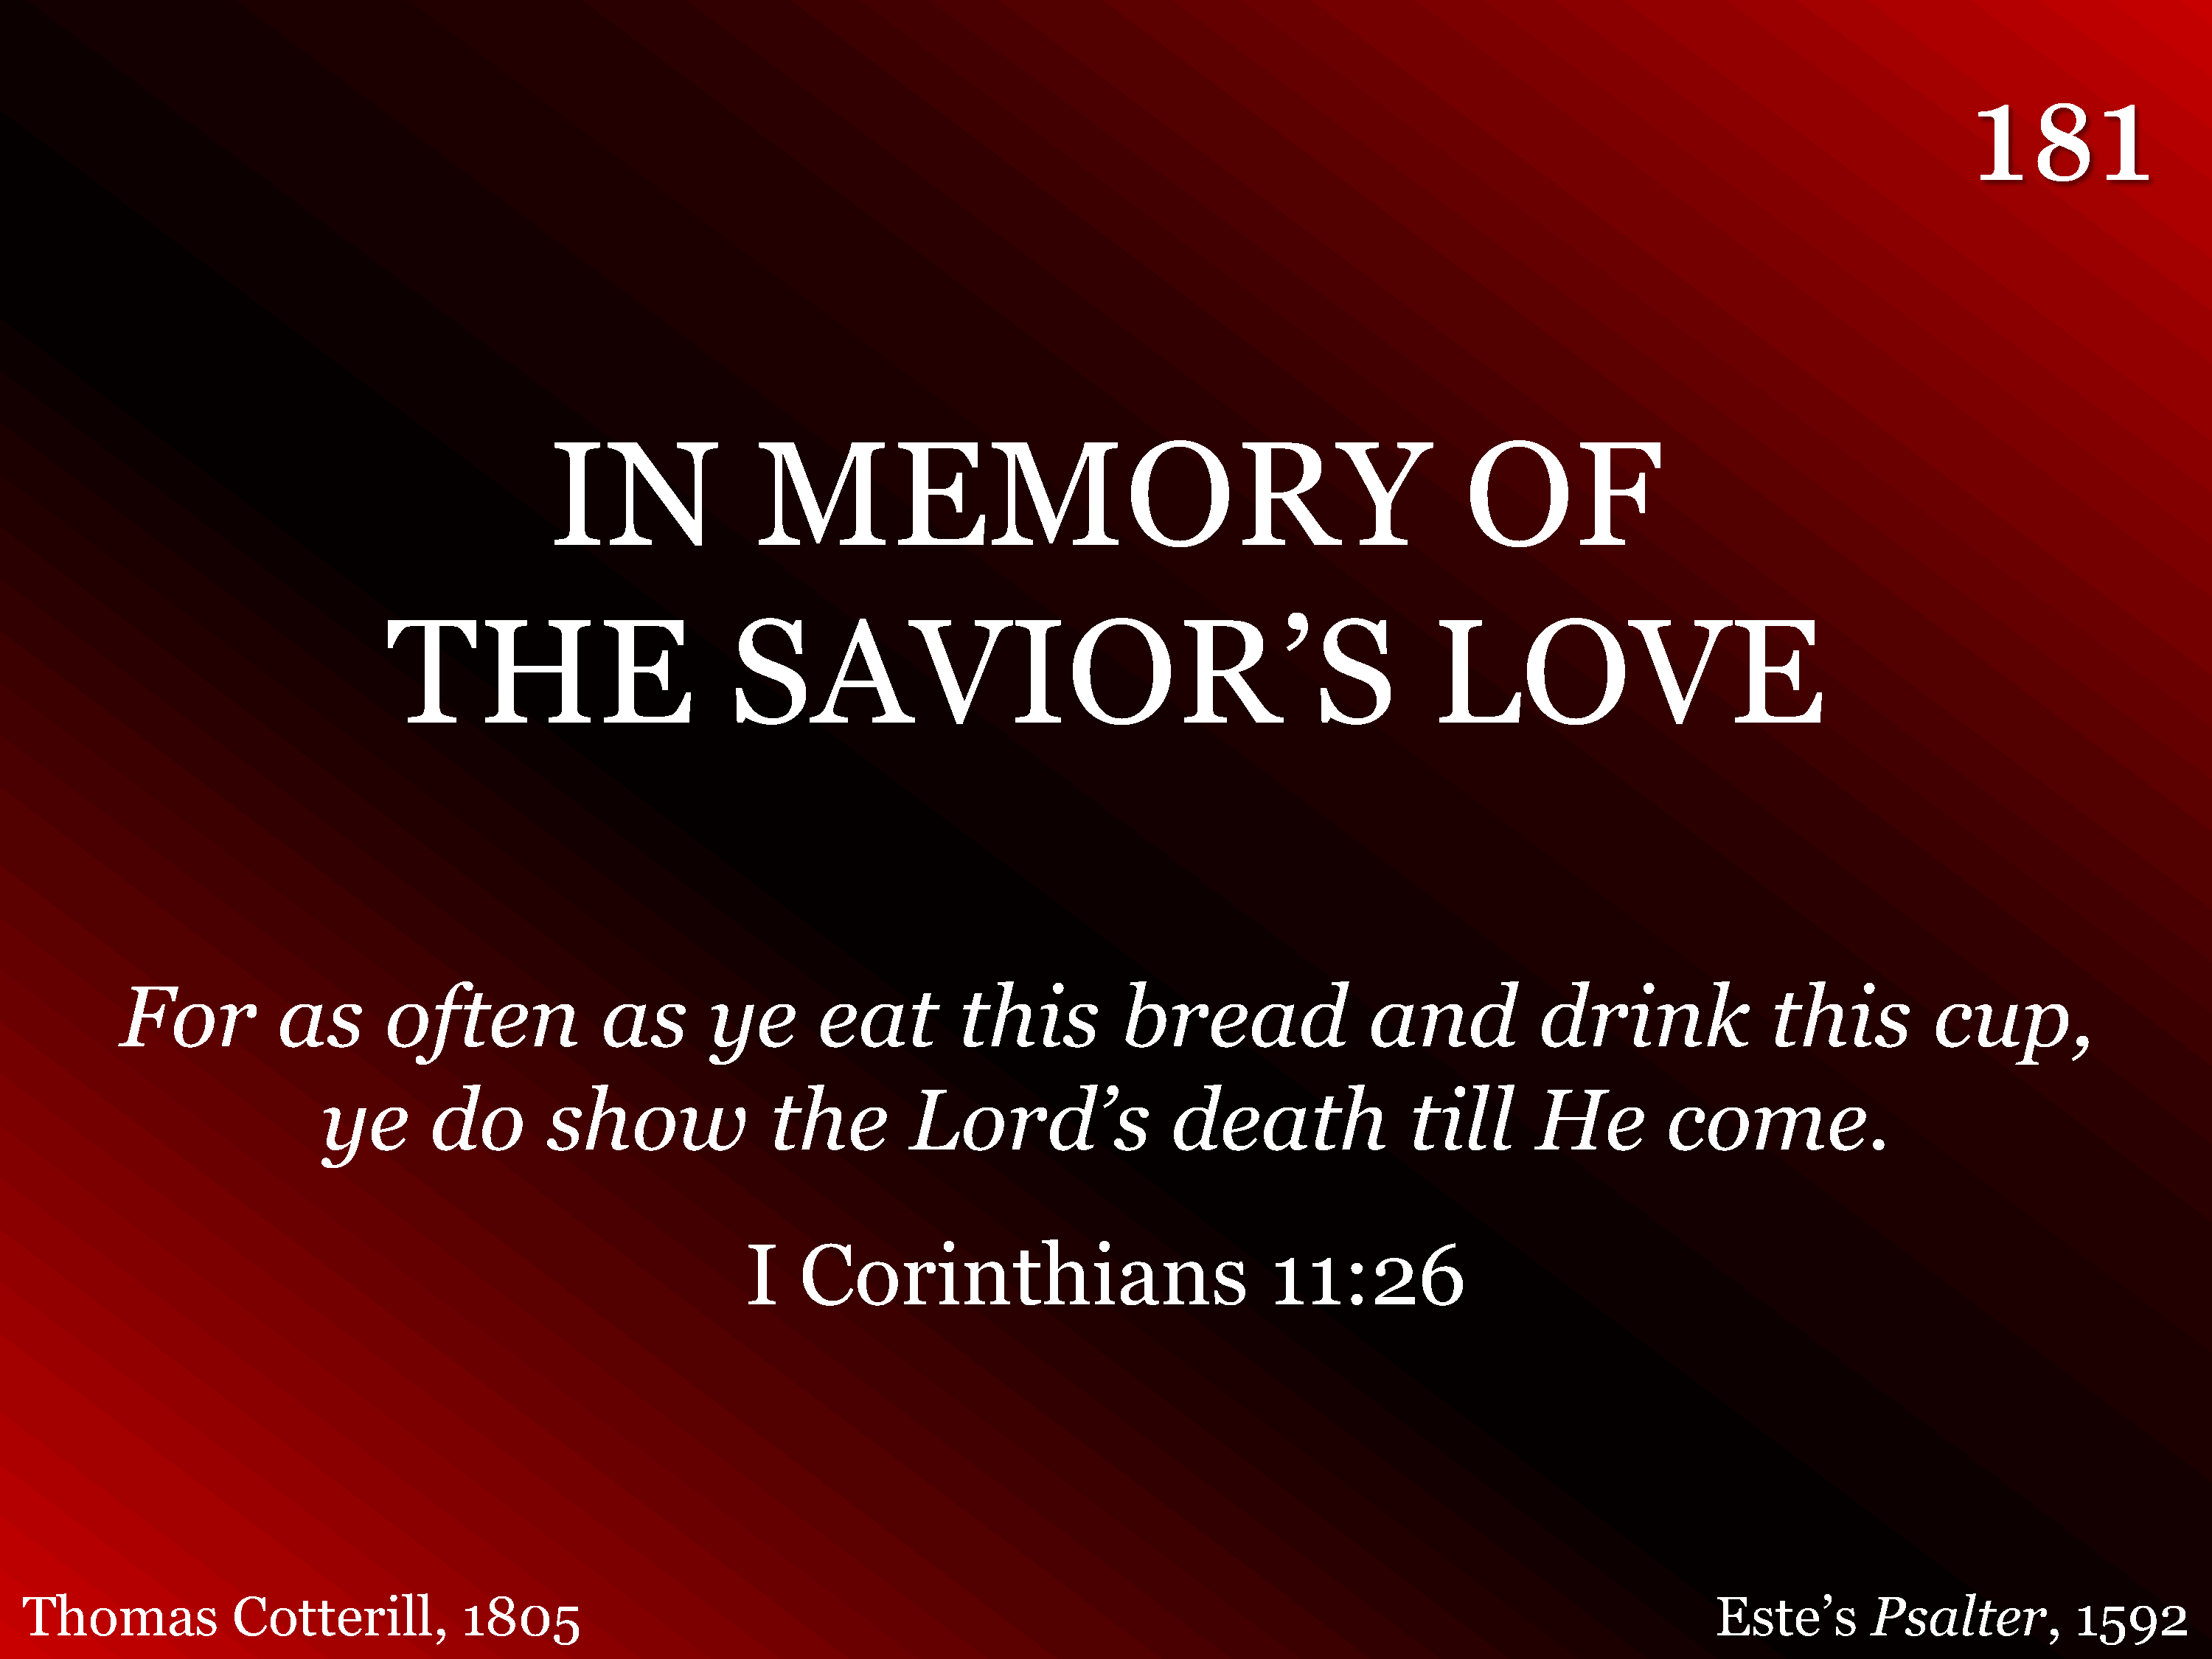 181
IN MEMORY OF
THE SAVIOR’S LOVE
For as often as ye eat this bread and drink this cup,
ye do show the Lord’s death till He come.
I Corinthians 11:26
Thomas Cotterill, 1805
Este’s Psalter, 1592